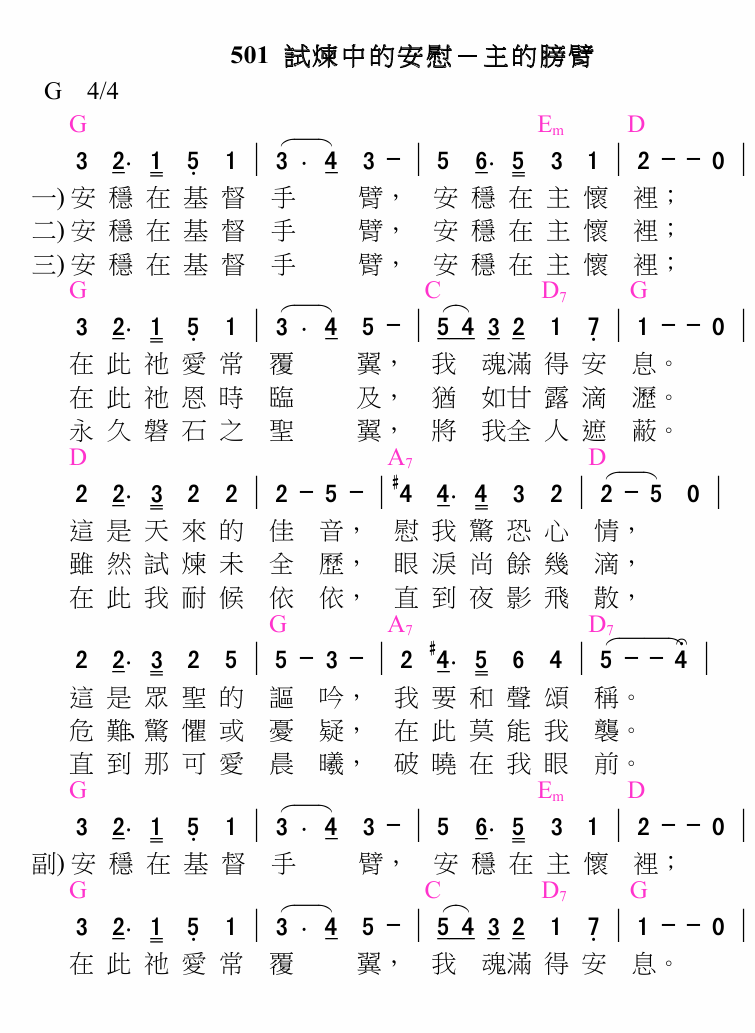 501 試煉中的安慰－主的膀臂
G 4/4
G Em D
3 2· 1 5 1 | 3 · 4 3 － | 5 6· 5 3 1 | 2 － － 0 |
一) 安穩在基督手臂，安穩在主懷裡；
二) 安穩在基督手臂，安穩在主懷裡；
三) 安穩在基督手臂，安穩在主懷裡；
G C D7 G
3 2· 1 5 1 | 3 · 4 5 － | 5 4 3 2 1 7 | 1 － － 0 |
在此祂愛常覆翼，我魂滿得安息。
在此祂恩時臨及，猶如甘露滴瀝。
永久磐石之聖翼，將我全人遮蔽。
D A7 D
2 2· 3 2 2 | 2 － 5 － | #4 4· 4 3 2 | 2 － 5 0 |
這是天來的佳音，慰我驚恐心情，
雖然試煉未全歷，眼淚尚餘幾滴，
在此我耐候依依，直到夜影飛散，
G A7 D7
2 2· 3 2 5 | 5 － 3 － | 2 #4· 5 6 4 | 5 － － 4 |
這是眾聖的謳吟，我要和聲頌稱。
危難、驚懼或憂疑，在此莫能我襲。
直到那可愛晨曦，破曉在我眼前。
G Em D
3 2· 1 5 1 | 3 · 4 3 － | 5 6· 5 3 1 | 2 － － 0 |
副) 安穩在基督手臂，安穩在主懷裡；
G C D7 G
3 2· 1 5 1 | 3 · 4 5 － | 5 4 3 2 1 7 | 1 － － 0 |
在此祂愛常覆翼，我魂滿得安息。